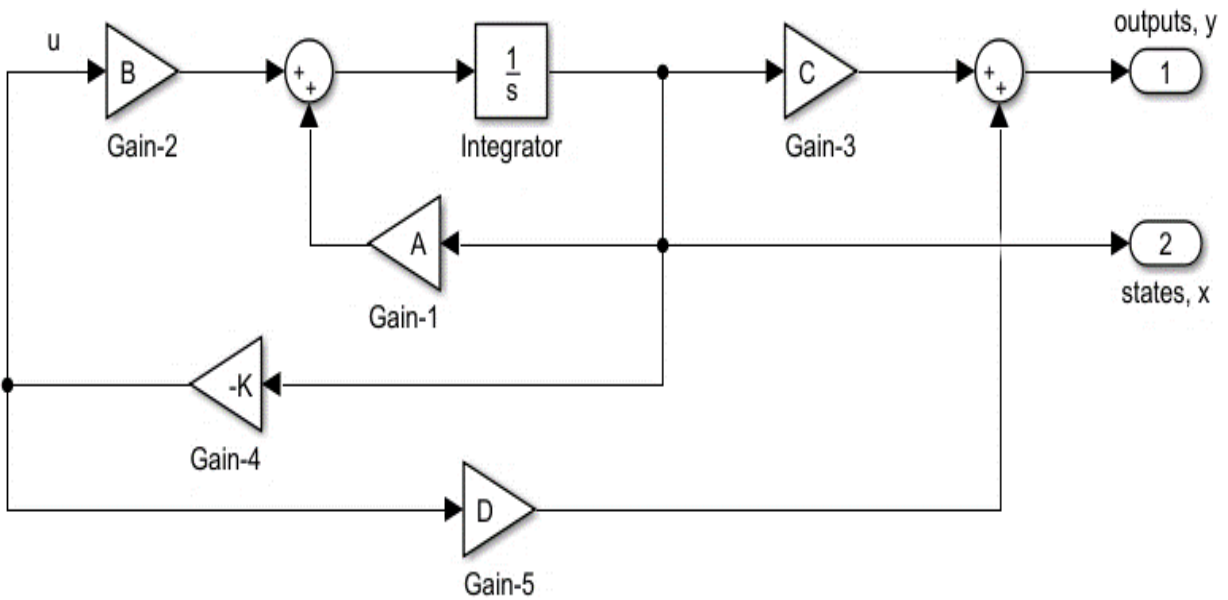 outputs, y
u
B
+
+
1
s
C
+
+
1
Gain-2
Integrator
Gain-3
A
2
Gain-1
states, x
-K
Gain-4
D
Gain-5